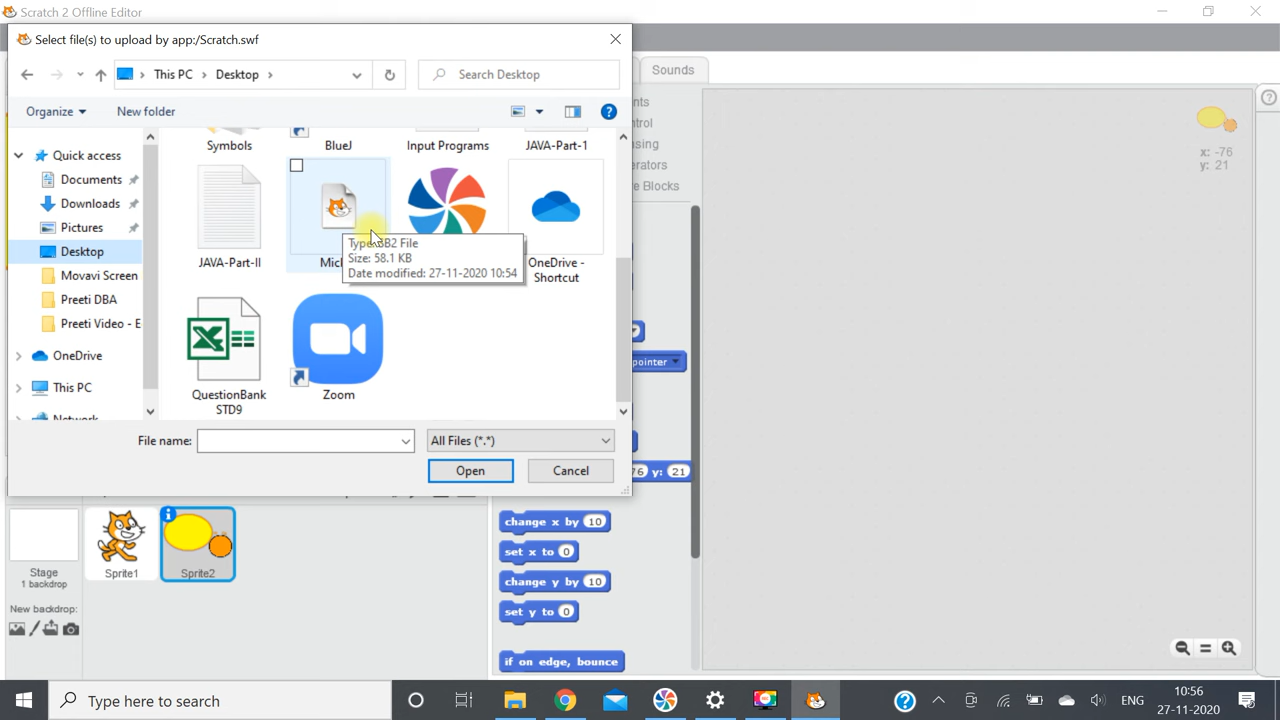 Scratch 2 Offline Editor
Select file(s) to upload by app:/Scratch.swf
This PC
Desktop
Search Desktop
Sounds
Organize
New folder
Symbols
BlueJ
Input Programs
JAVA-Part-1
Quick access
Documents
Downloads
Pictures
Desktop
Movavi Screen
Preeti DBA
Preeti Video - E
OneDrive
This PC
Network
JAVA-Part-II
Type: SB2 File
Size: 58.1 KB
Date modified: 27-11-2020 10:54
OneDrive -
Shortcut
QuestionBank
STD9
Zoom
File name:
All Files (*.*)
Open
Cancel
e Blocks
x: -76
y: 21
pointer
y: 21
change x by 10
set x to 0
change y by 10
set y to 0
if on edge, bounce
Stage
1 backdrop
New backdrop:
Sprite1
Sprite2
Type here to search
ENG
10:56
27-11-2020